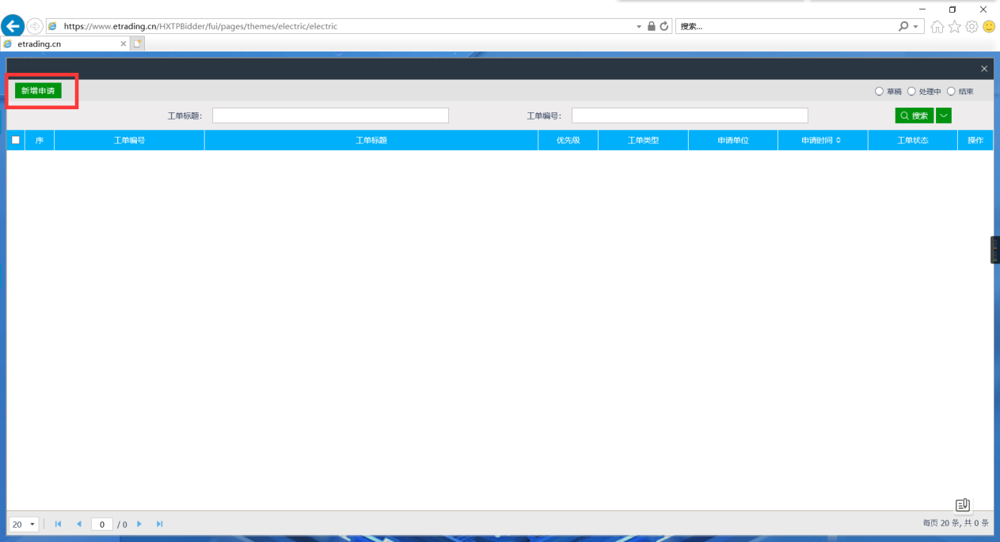 https://www.etrading.cn/HXTPBidder/fui/pages/themes/electric/electric
搜索...
etrading.cn
新增申请
草稿 处理中 结束
工单标题: 工单编号: 搜索
序 工单编号 工单标题 优先级 工单类型 申请单位 申请时间 工单状态 操作
20 0 / 0 每页 20 条, 共 0 条